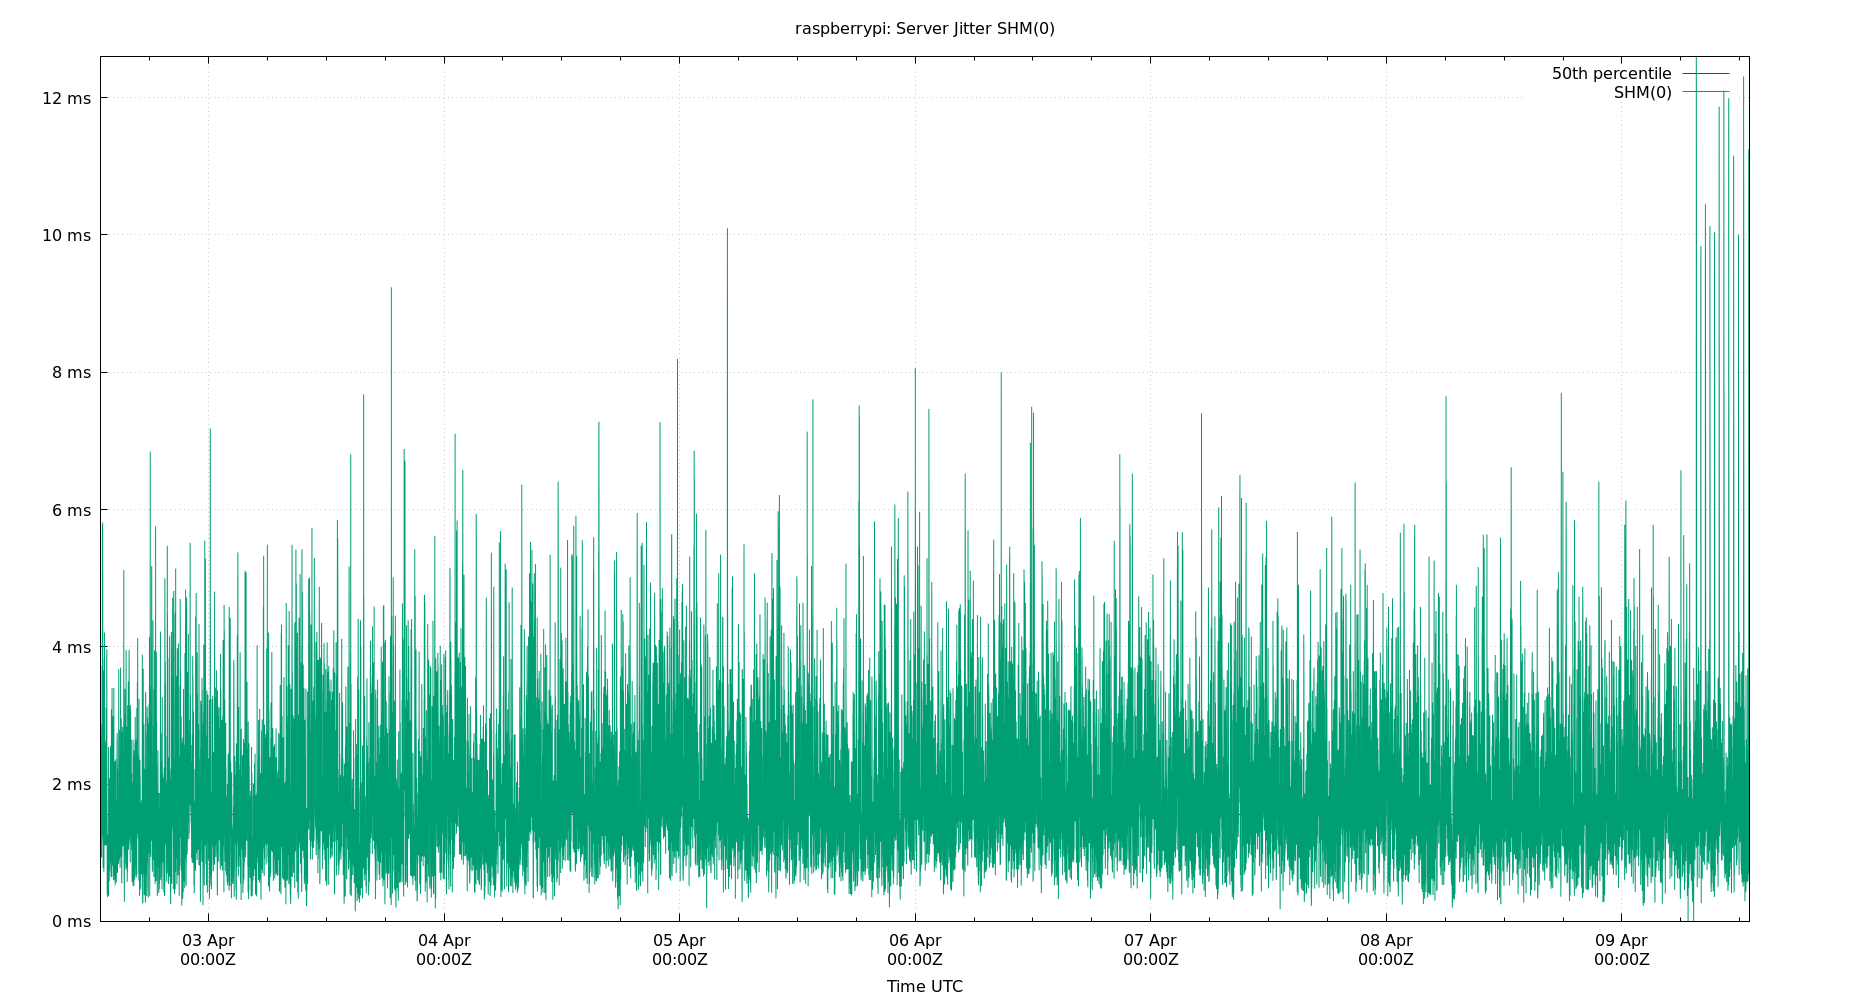 raspberrypi: Server Jitter SHM(0)
50th percentile
SHM(0)
12 ms
10 ms
8 ms
6 ms
4 ms
2 ms
0 ms
03 Apr 04 Apr 05 Apr 06 Apr 07 Apr 08 Apr 09 Apr
00:00Z 00:00Z 00:00Z 00:00Z 00:00Z 00:00Z 00:00Z
Time UTC